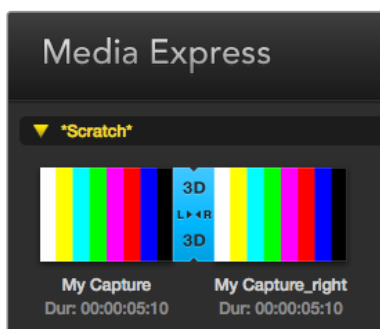 Media Express
*Scratch*
3D
L R
3D
My Capture
My Capture_right
Dur: 00:00:05:10
Dur: 00:00:05:10